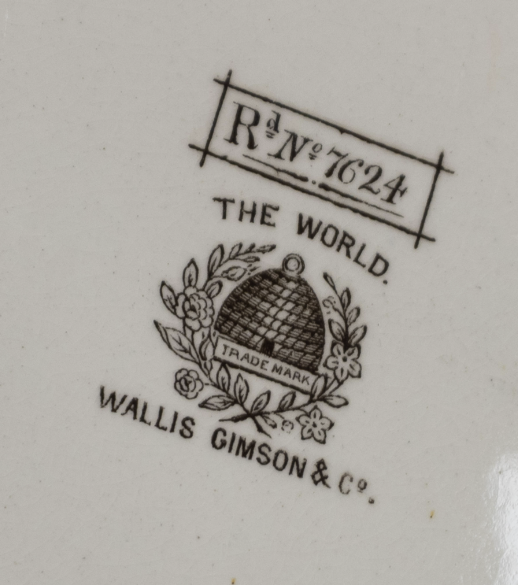 Rd No 7624
THE WORLD.
TRADE MARK
WALLIS GIMSON & Co.